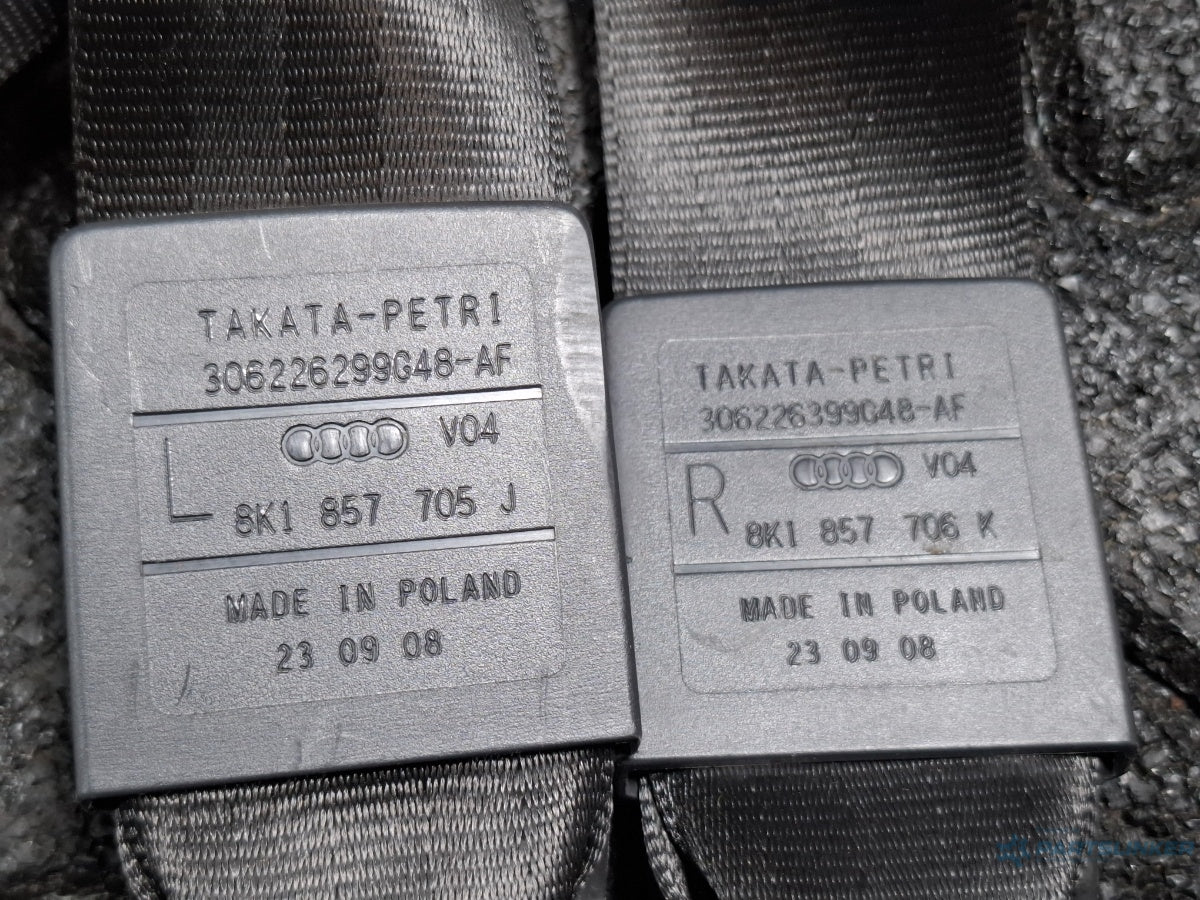 TAKATA-PETRI
306226299G48-AF
V04
L
8K1 857 705 J
MADE IN POLAND
23 09 08
TAKATA-PETRI
306226399G48-AF
V04
R
8K1 857 706 K
MADE IN POLAND
23 09 08